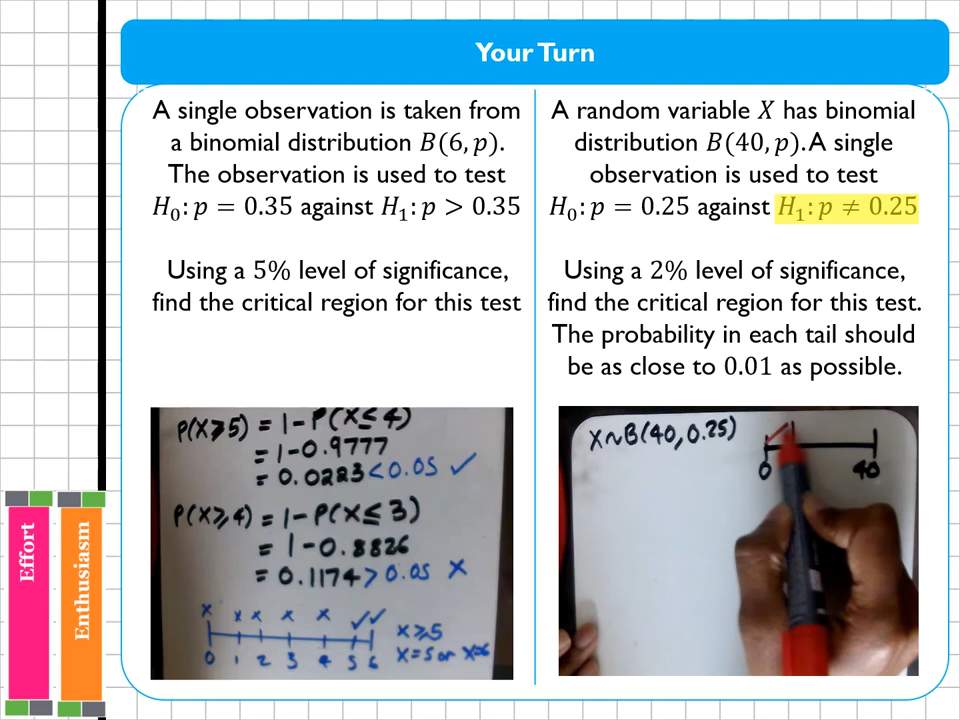 Your Turn
A single observation is taken from
a binomial distribution B(6, p).
The observation is used to test
H₀: p = 0.35 against H₁: p > 0.35
Using a 5% level of significance,
find the critical region for this test
P(X≥5) = 1-P(X≤4)
= 1-0.9777
= 0.0223 < 0.05 ✓
P(X≥4) = 1-P(X≤3)
= 1-0.8826
= 0.1174 > 0.05 X
x x x x x ✓✓
0 1 2 3 4 5 6
X≥5
X=5 or X=6
A random variable X has binomial
distribution B(40, p). A single
observation is used to test
H₀: p = 0.25 against H₁: p ≠ 0.25
Using a 2% level of significance,
find the critical region for this test.
The probability in each tail should
be as close to 0.01 as possible.
X~B(40,0.25)
0 40
Effort
Enthusiasm